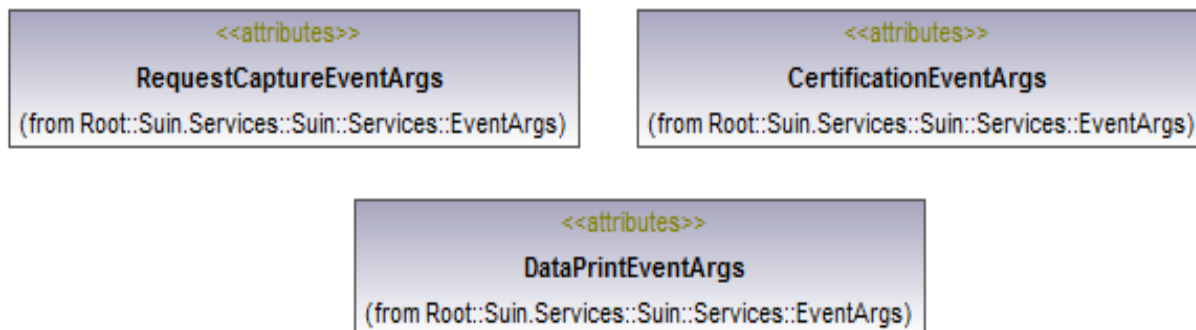 <<attributes>>
RequestCaptureEventArgs
(from Root::Suin.Services::Suin::Services::EventArgs)
<<attributes>>
CertificationEventArgs
(from Root::Suin.Services::Suin::Services::EventArgs)
<<attributes>>
DataPrintEventArgs
(from Root::Suin.Services::Suin::Services::EventArgs)